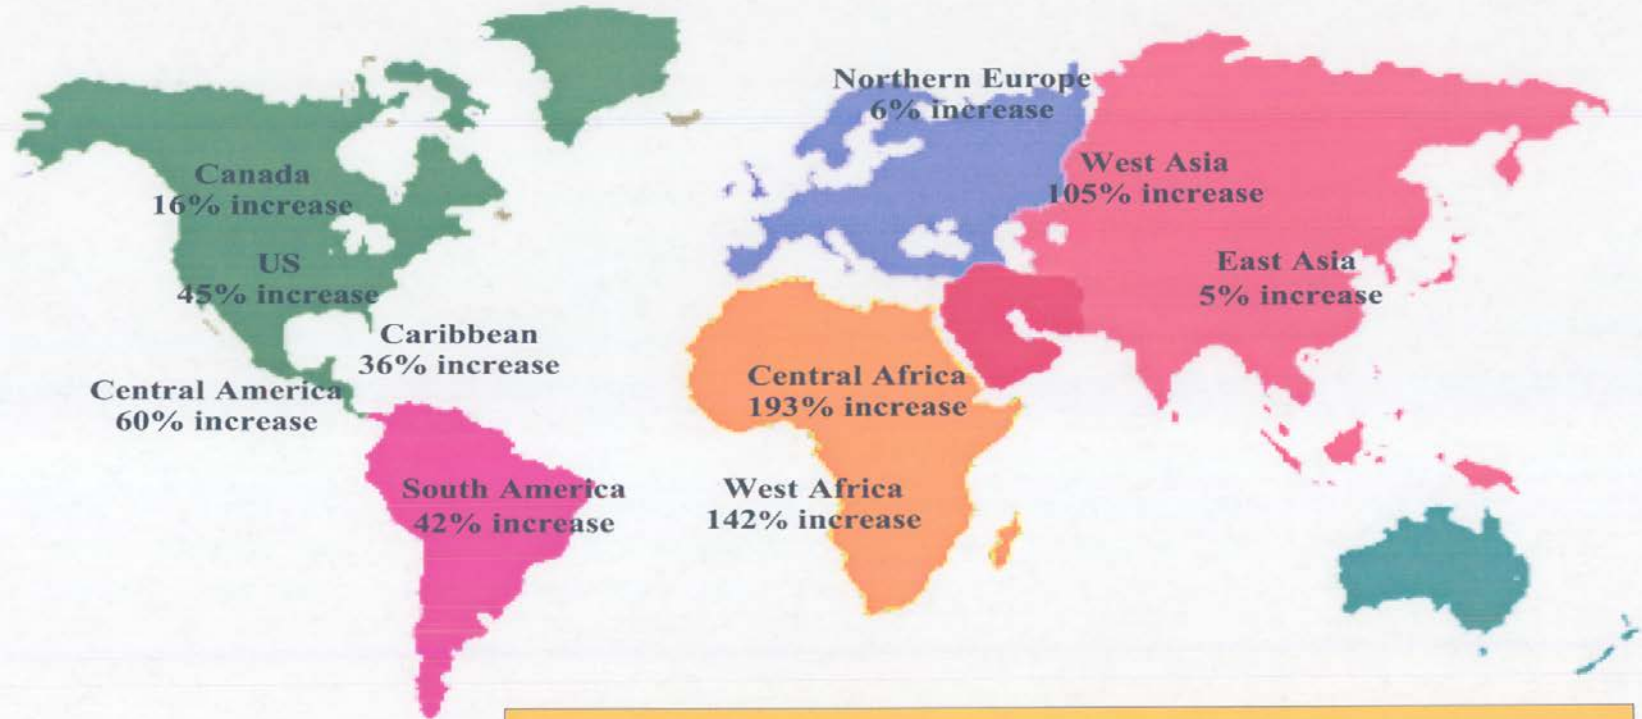 Northern Europe
6% increase
Canada
16% increase
West Asia
105% increase
US
45% increase
East Asia
5% increase
Caribbean
36% increase
Central America
60% increase
Central Africa
193% increase
South America
42% increase
West Africa
142% increase